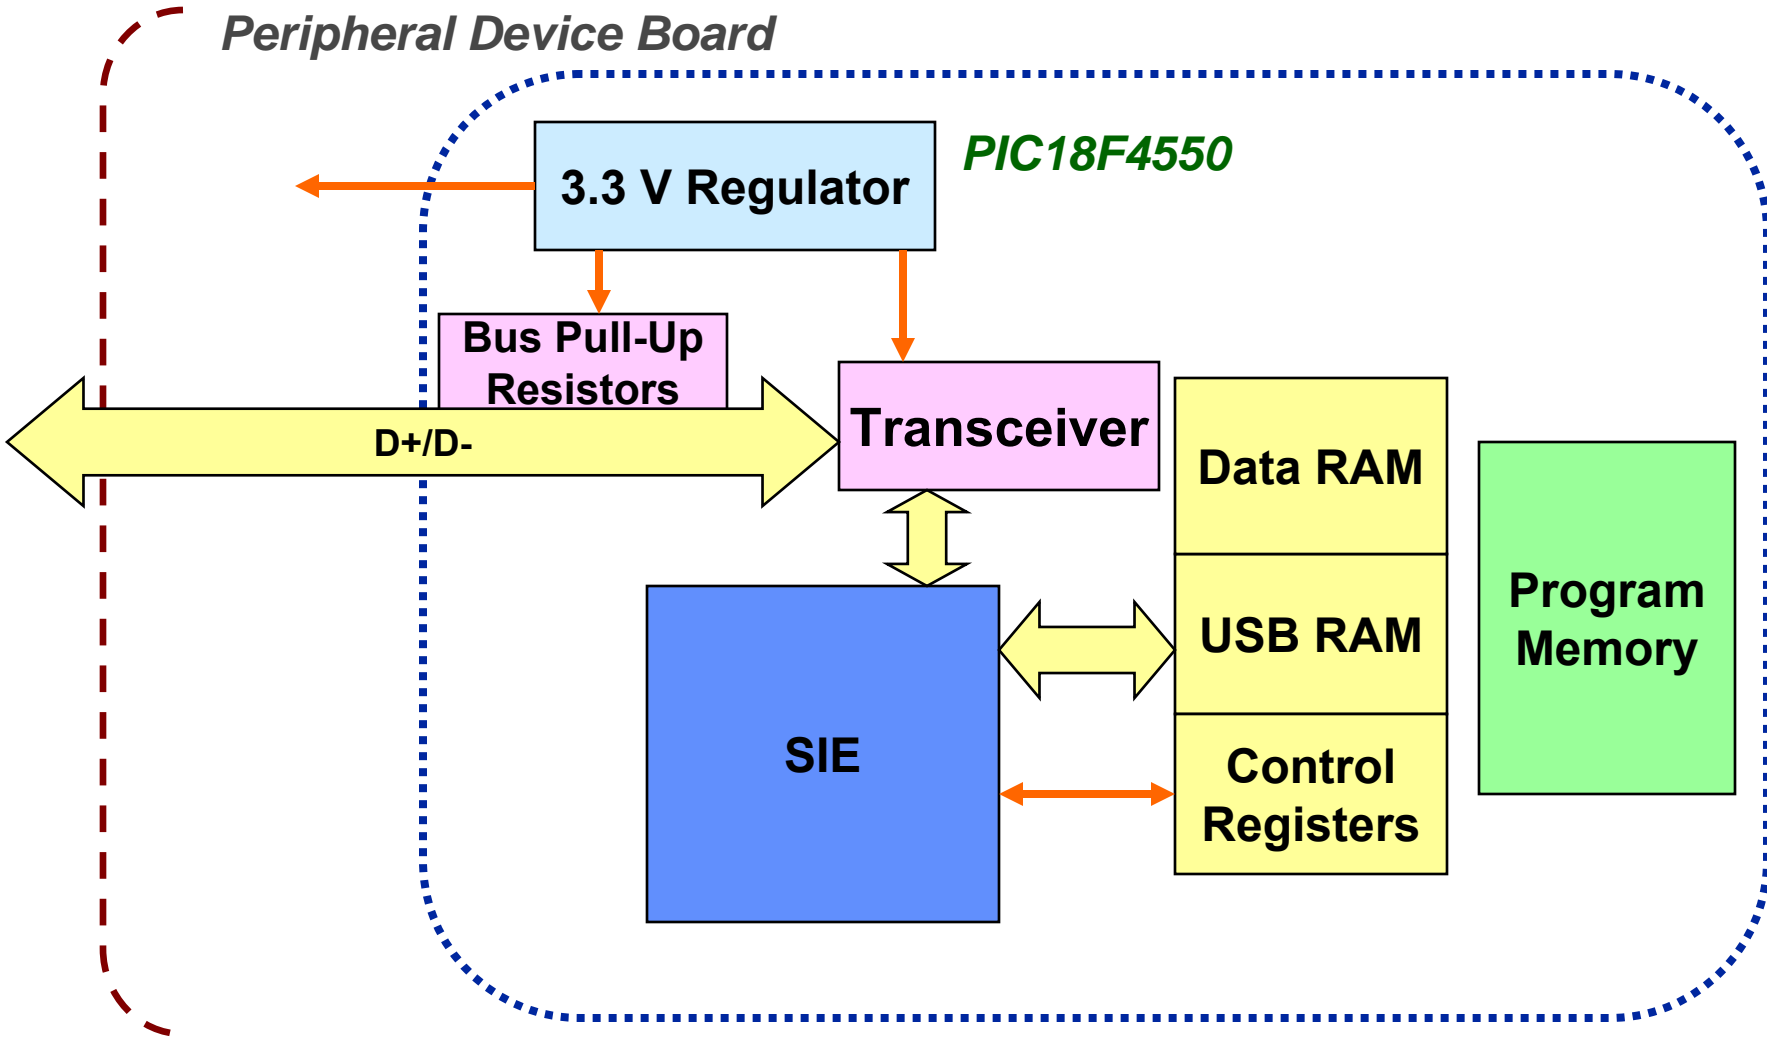 Peripheral Device Board
PIC18F4550
3.3 V Regulator
Bus Pull-Up
Resistors
D+/D-
Transceiver
Data RAM
USB RAM
Control
Registers
Program
Memory
SIE